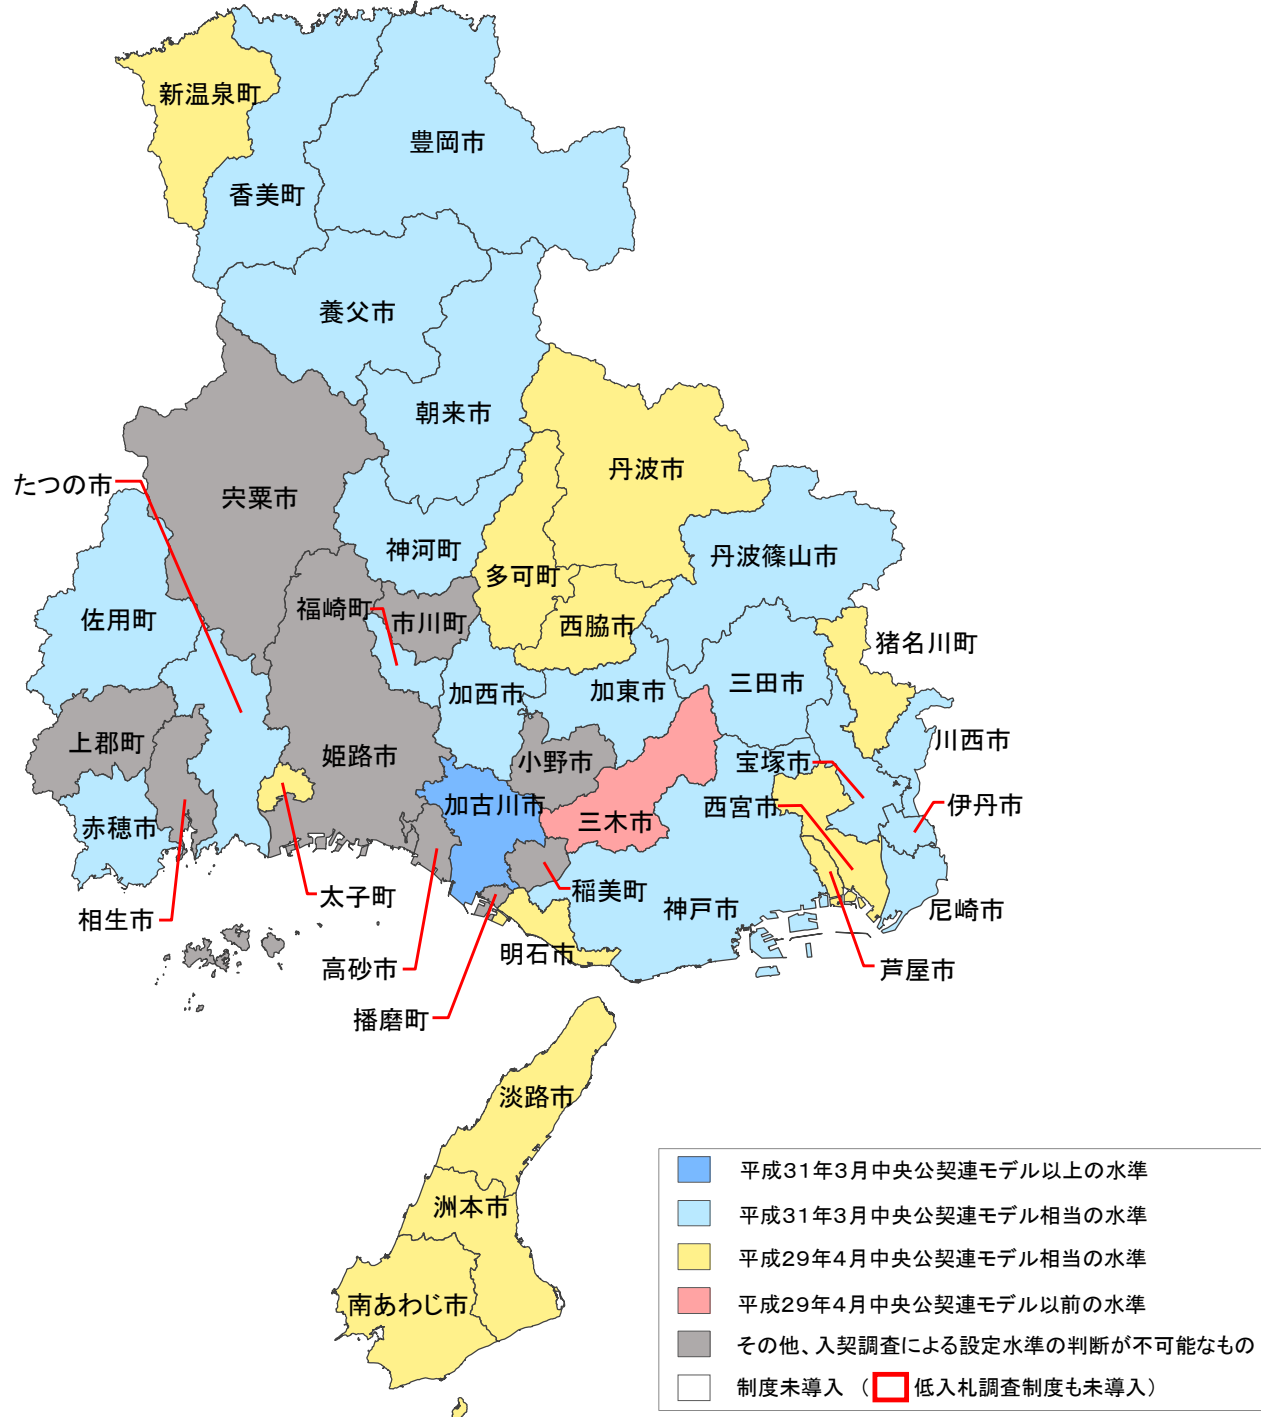 新温泉町
豊岡市
香美町
養父市
朝来市
丹波市
たつの市
宍粟市
神河町
丹波篠山市
多可町
福崎町
市川町
西脇市
佐用町
猪名川町
三田市
加西市
加東市
上郡町
姫路市
小野市
宝塚市
川西市
加古川市
西宮市
伊丹市
赤穂市
三木市
太子町
稲美町
神戸市
尼崎市
相生市
明石市
高砂市
芦屋市
播磨町
淡路市
洲本市
南あわじ市
平成31年3月中央公契連モデル以上の水準
平成31年3月中央公契連モデル相当の水準
平成29年4月中央公契連モデル相当の水準
平成29年4月中央公契連モデル以前の水準
その他、入契調査による設定水準の判断が不可能なもの
制度未導入 （ 低入札調査制度も未導入）